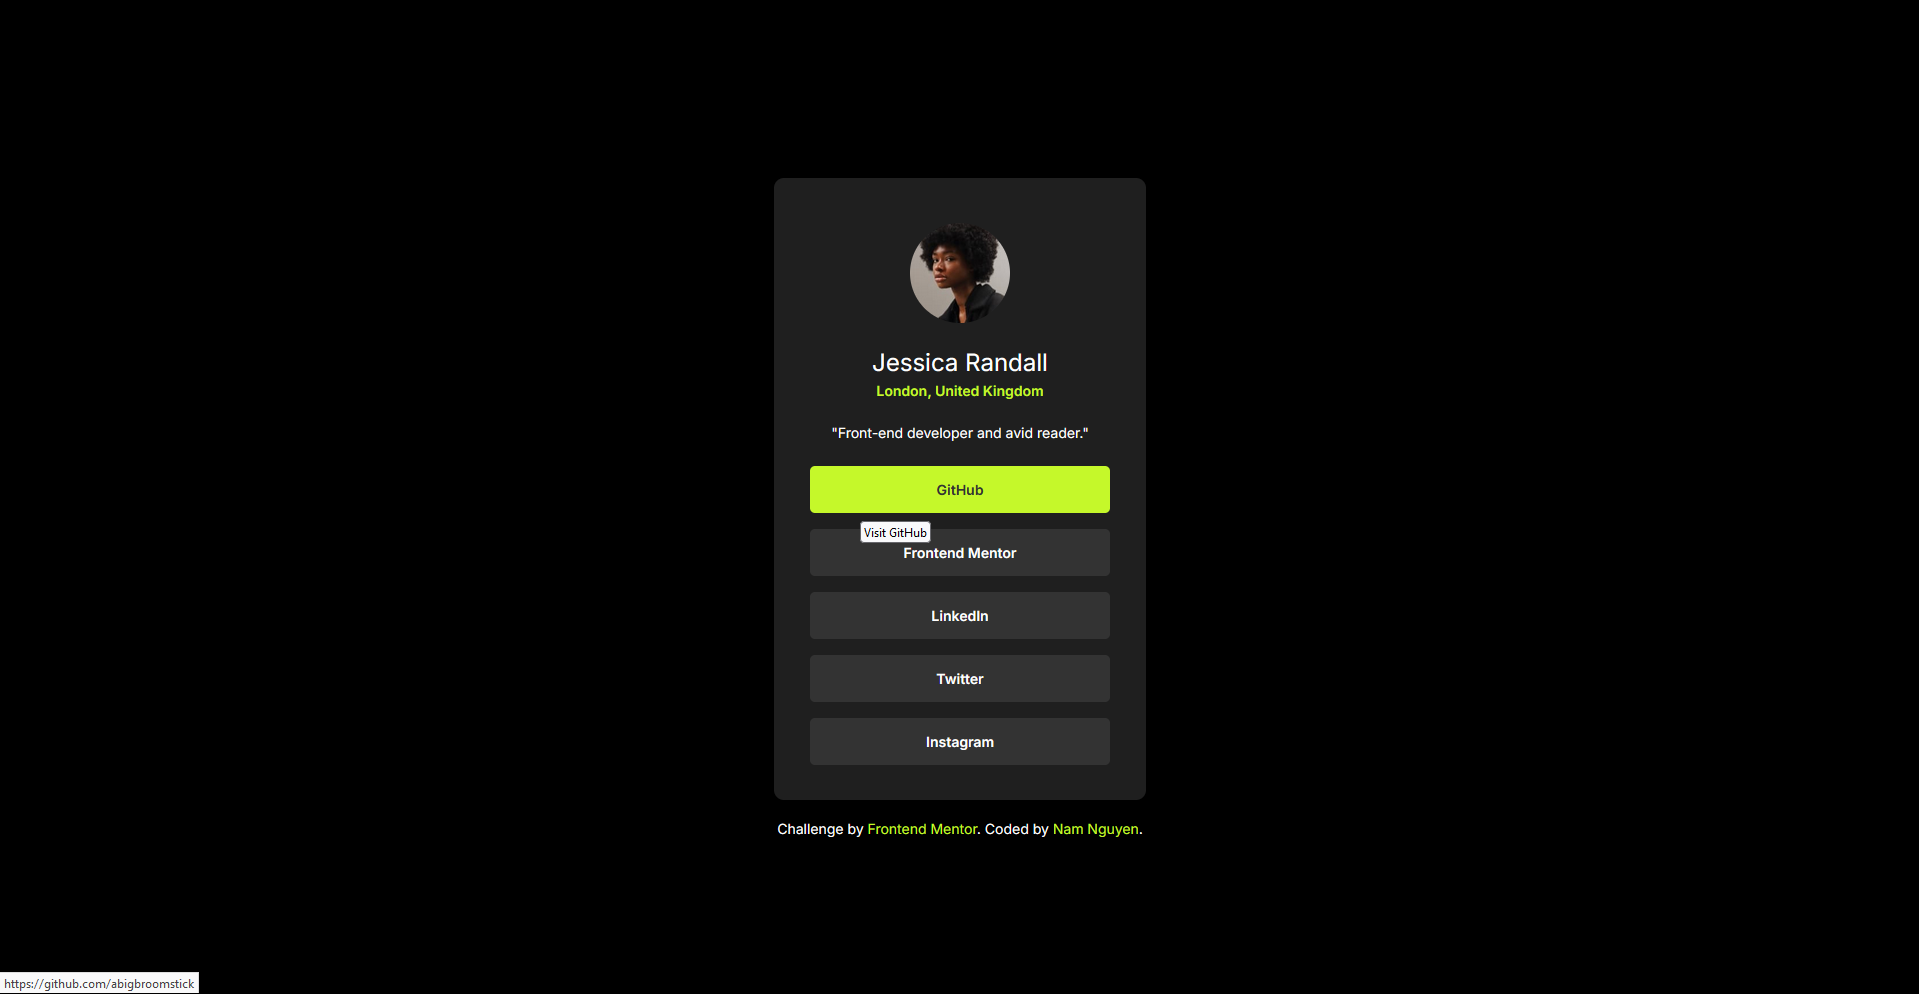 Jessica Randall
London, United Kingdom
"Front-end developer and avid reader."
GitHub
Visit GitHub
Frontend Mentor
LinkedIn
Twitter
Instagram
Challenge by Frontend Mentor. Coded by Nam Nguyen.
https://github.com/abigbroomstick